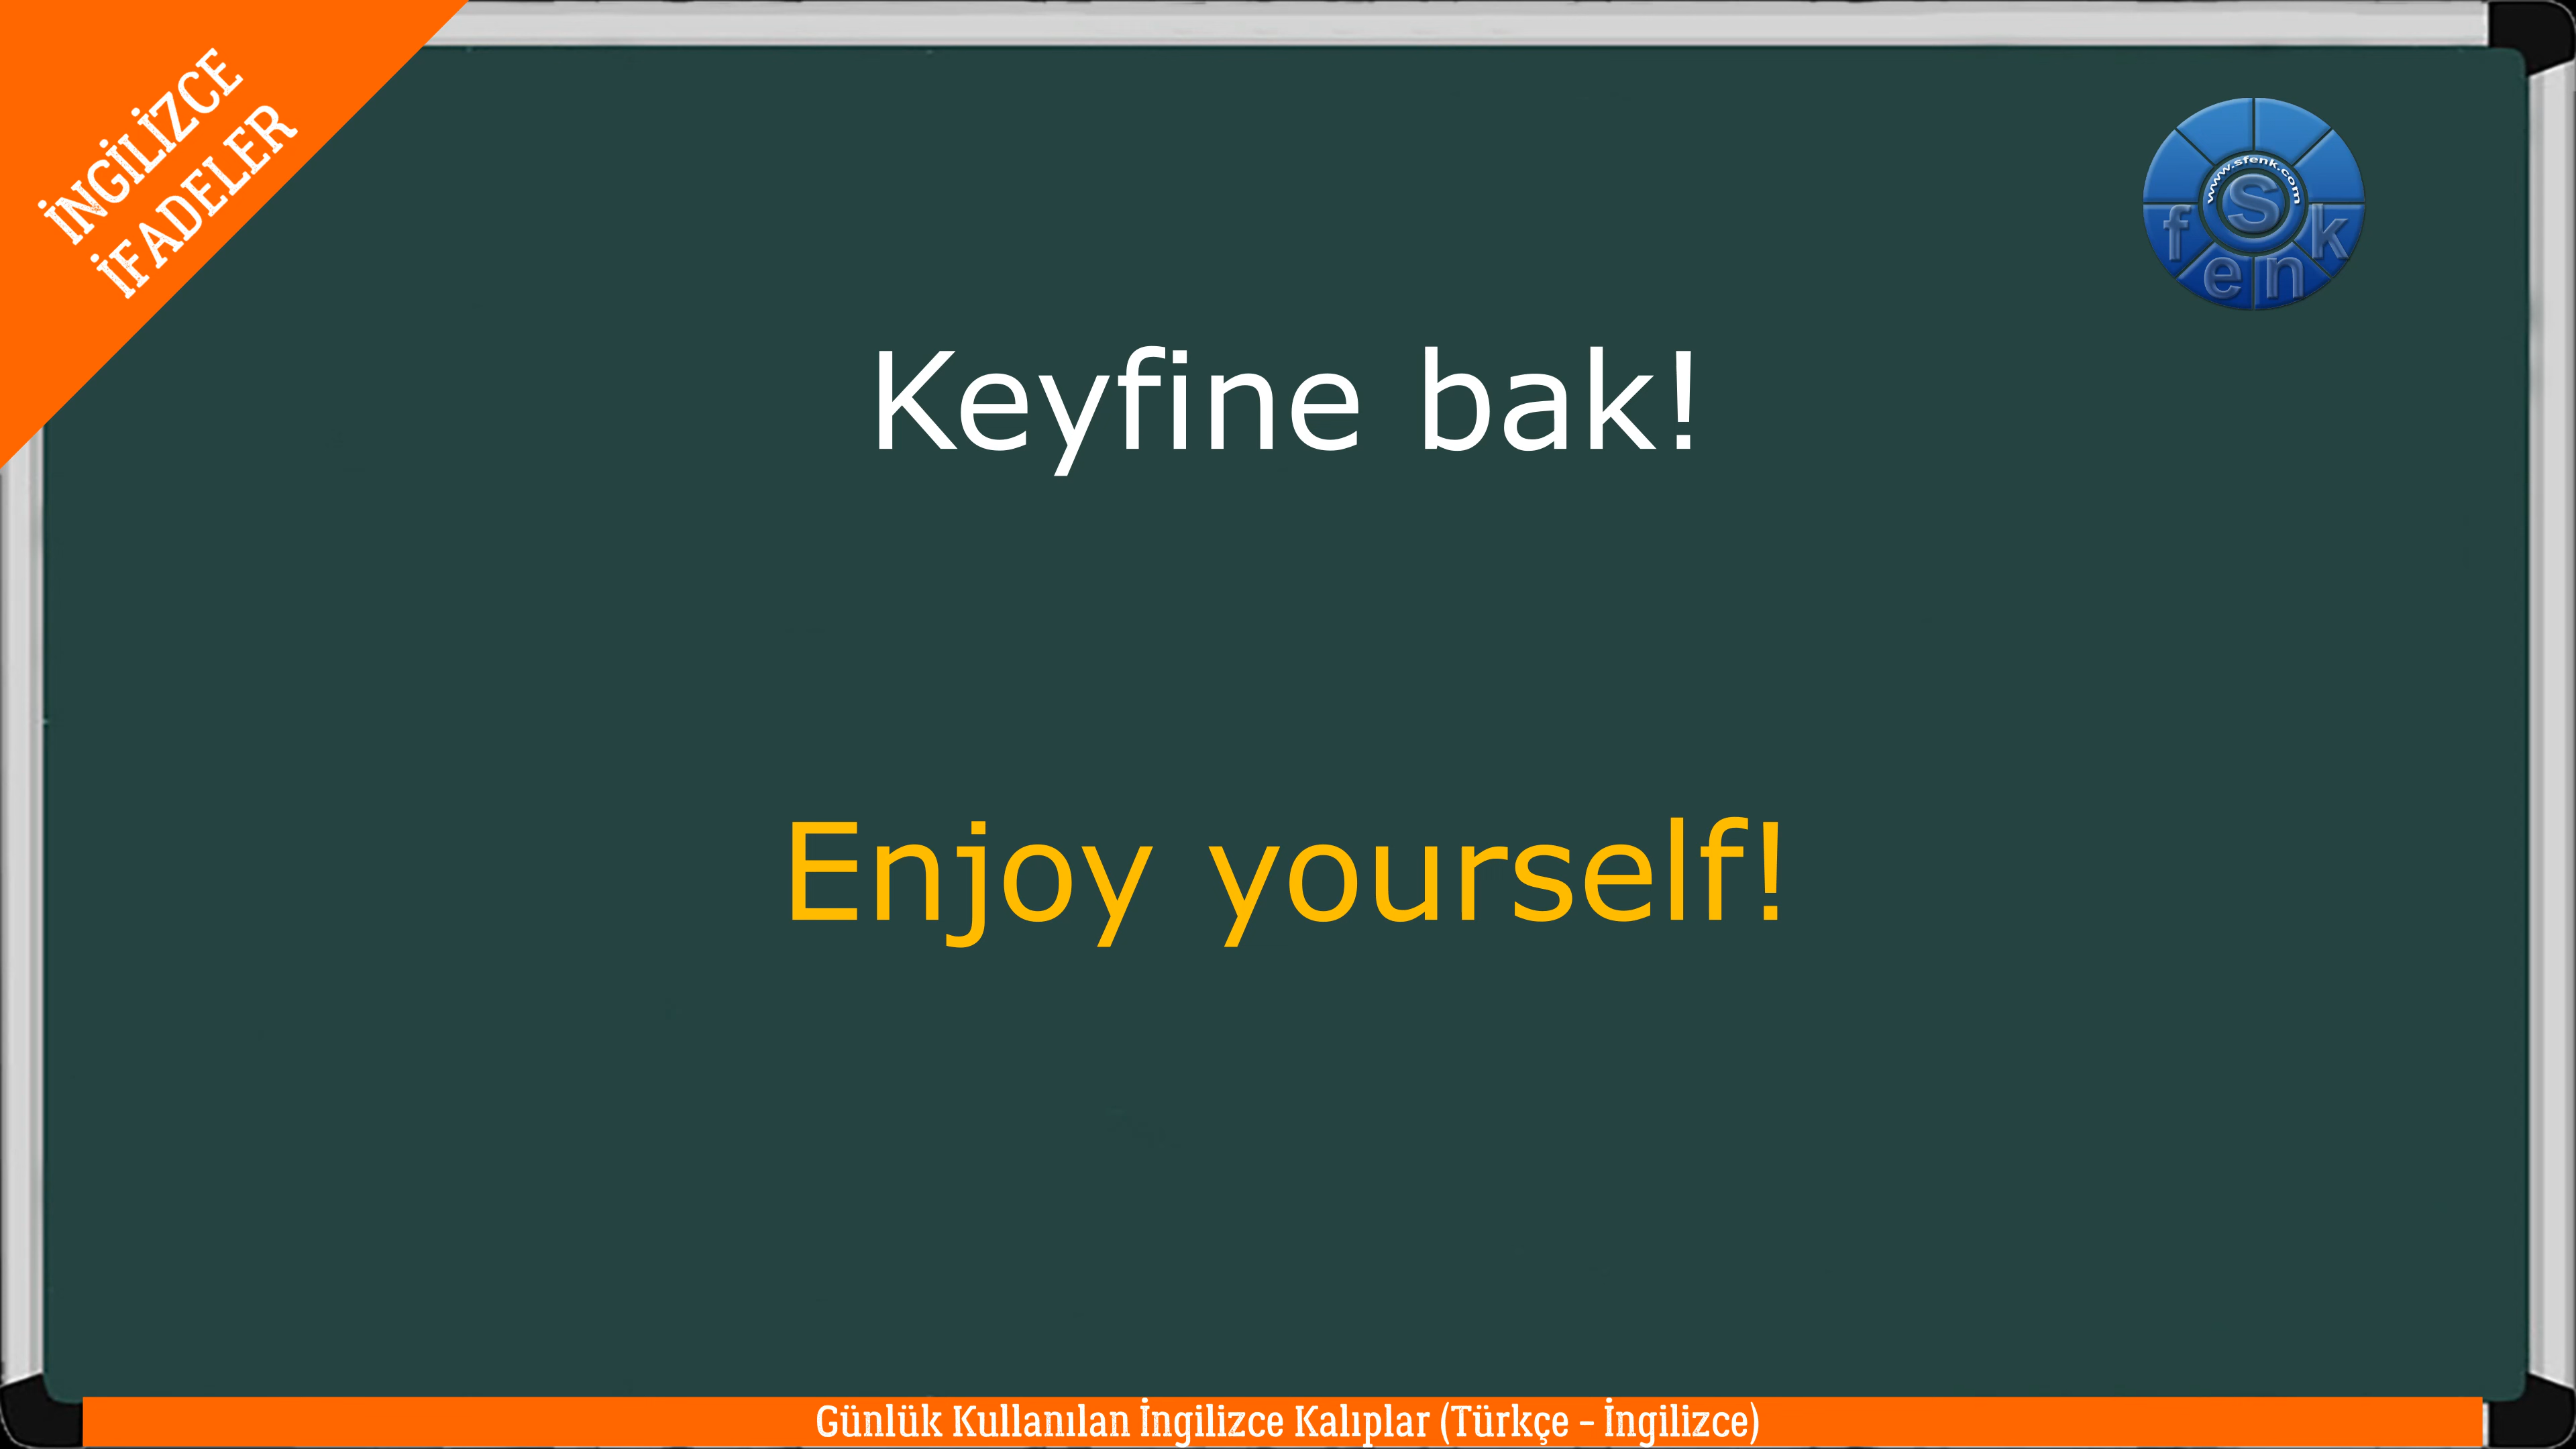 İNGİLİZCE
İFADELER
www.sfenk.com
S
f e n k
Keyfine bak!
Enjoy yourself!
Günlük Kullanılan İngilizce Kalıplar (Türkçe – İngilizce)